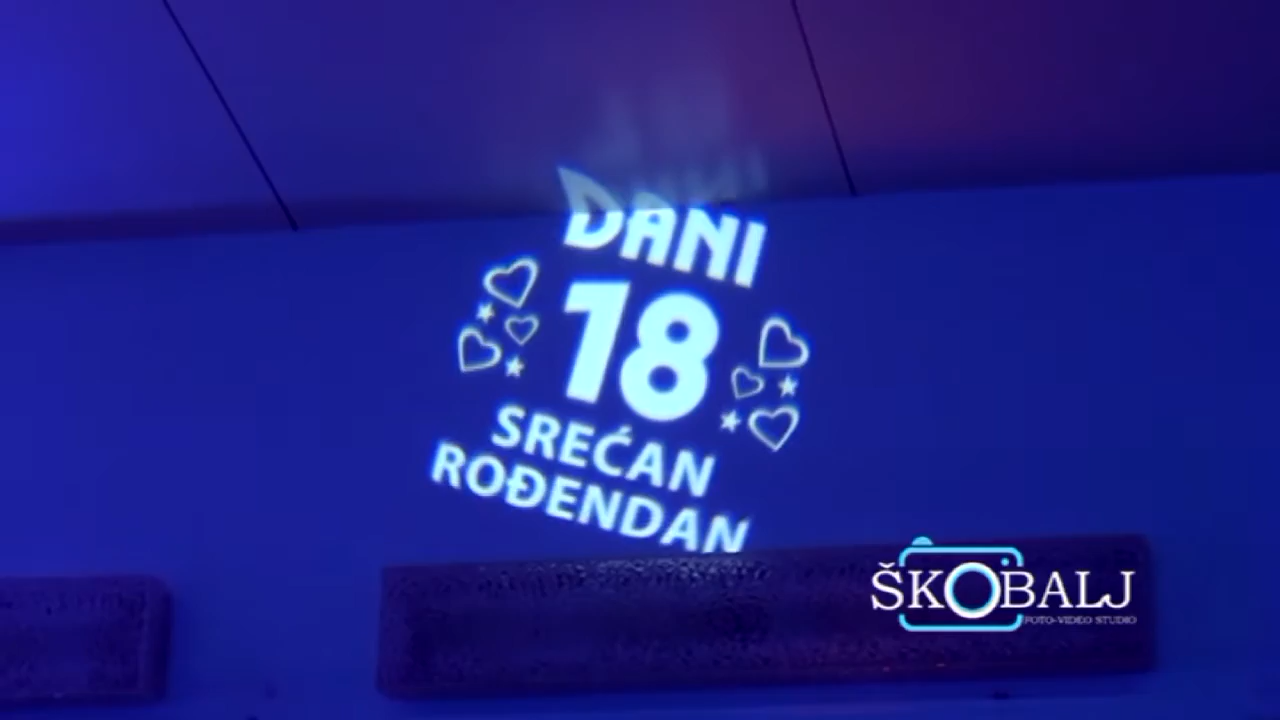 DANI
18
SREĆAN
ROĐENDAN
ŠKOBALJ
FOTO-VIDEO STUDIO